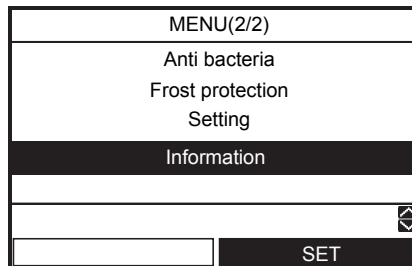 MENU(2/2)
Anti bacteria
Frost protection
Setting
Information
SET